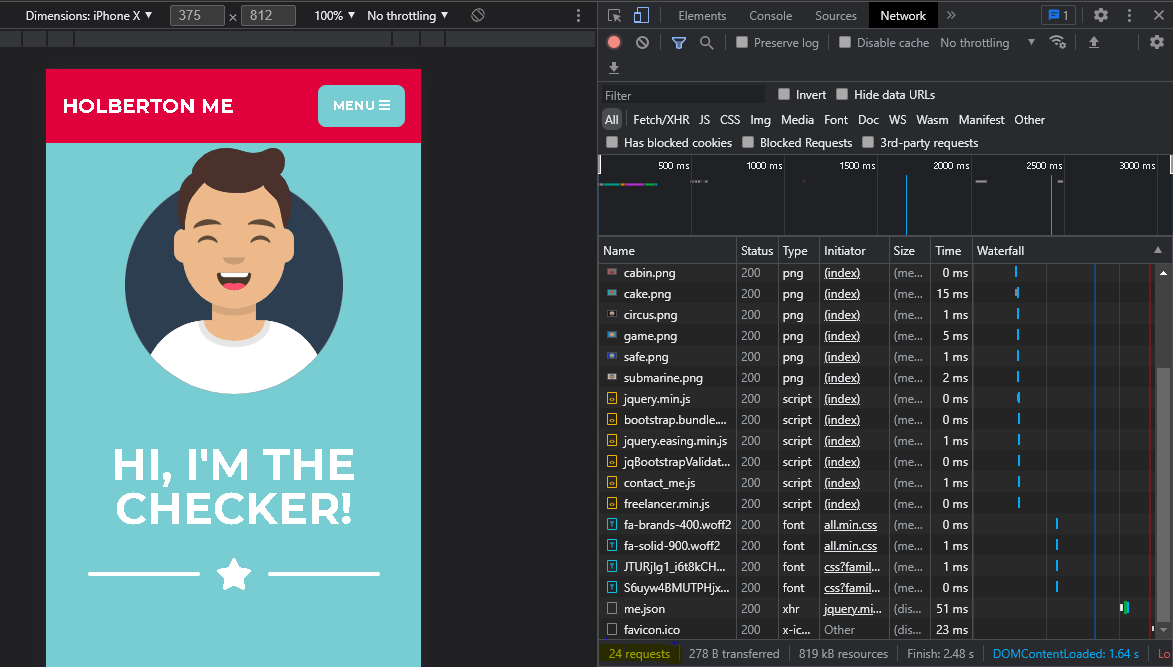 Dimensions: iPhone X ▼ 375 × 812 100% ▼ No throttling ▼
Elements Console Sources Network » 1
Preserve log Disable cache No throttling ▼
HOLBERTON ME
MENU ☰
Filter Invert Hide data URLs
All Fetch/XHR JS CSS Img Media Font Doc WS Wasm Manifest Other
Has blocked cookies Blocked Requests 3rd-party requests
500 ms 1000 ms 1500 ms 2000 ms 2500 ms 3000 ms
Name Status Type Initiator Size Time Waterfall
cabin.png 200 png (index) (me... 0 ms
cake.png 200 png (index) (me... 15 ms
circus.png 200 png (index) (me... 1 ms
game.png 200 png (index) (me... 5 ms
safe.png 200 png (index) (me... 1 ms
submarine.png 200 png (index) (me... 2 ms
jquery.min.js 200 script (index) (me... 0 ms
bootstrap.bundle.... 200 script (index) (me... 0 ms
jquery.easing.min.js 200 script (index) (me... 1 ms
jqBootstrapValidat... 200 script (index) (me... 0 ms
contact_me.js 200 script (index) (me... 1 ms
freelancer.min.js 200 script (index) (me... 0 ms
fa-brands-400.woff2 200 font all.min.css (me... 0 ms
fa-solid-900.woff2 200 font all.min.css (me... 1 ms
JTURjIg1_i6t8kCH... 200 font css?famil... (me... 1 ms
S6uyw4BMUTPHjx... 200 font css?famil... (me... 0 ms
me.json 200 xhr jquery.mi... (dis... 51 ms
favicon.ico 200 x-ic... Other (dis... 23 ms
HI, I'M THE
CHECKER!
24 requests 278 B transferred 819 kB resources Finish: 2.48 s DOMContentLoaded: 1.64 s Lo